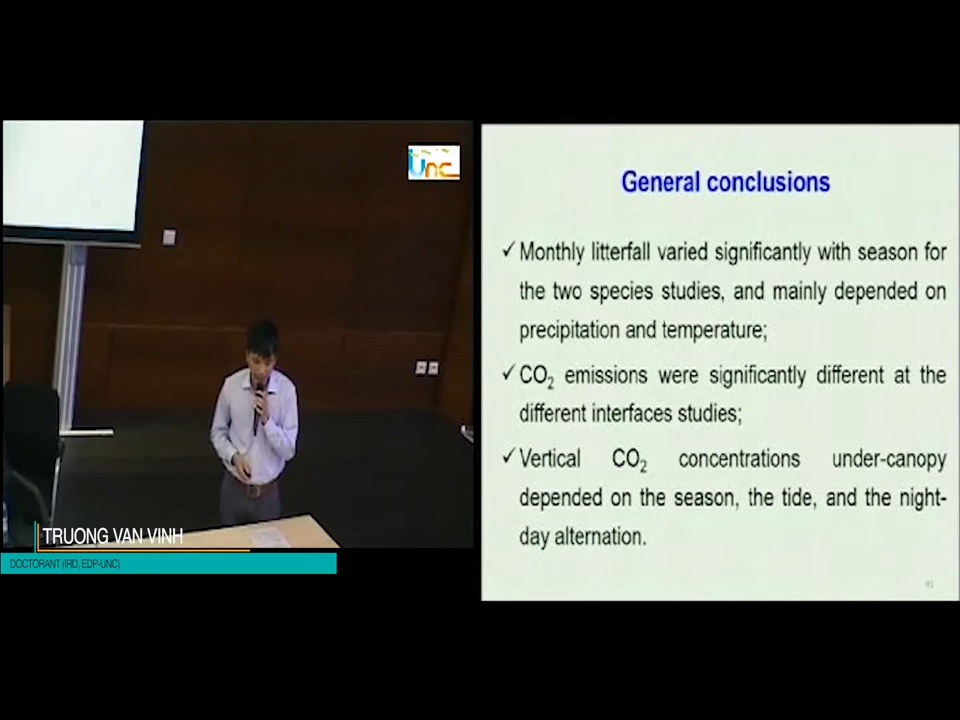 Unc
TRUONG VAN VINH
DOCTORANT (IRD, EDP-UNC)
General conclusions
✓ Monthly litterfall varied significantly with season for
the two species studies, and mainly depended on
precipitation and temperature;
✓ CO₂ emissions were significantly different at the
different interfaces studies;
✓ Vertical CO₂ concentrations under-canopy
depended on the season, the tide, and the night-
day alternation.